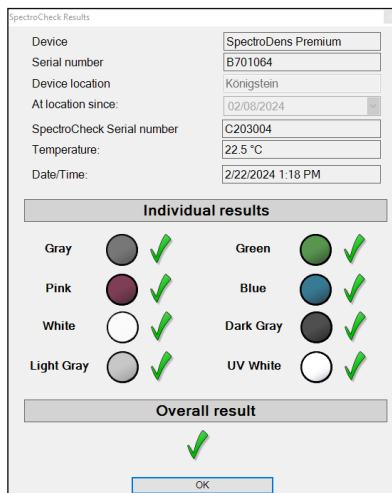 SpectroCheck Results
Device SpectroDens Premium
Serial number B701064
Device location Königstein
At location since: 02/08/2024
SpectroCheck Serial number C203004
Temperature: 22.5 °C
Date/Time: 2/22/2024 1:18 PM
Individual results
Gray Green
Pink Blue
White Dark Gray
Light Gray UV White
Overall result
OK